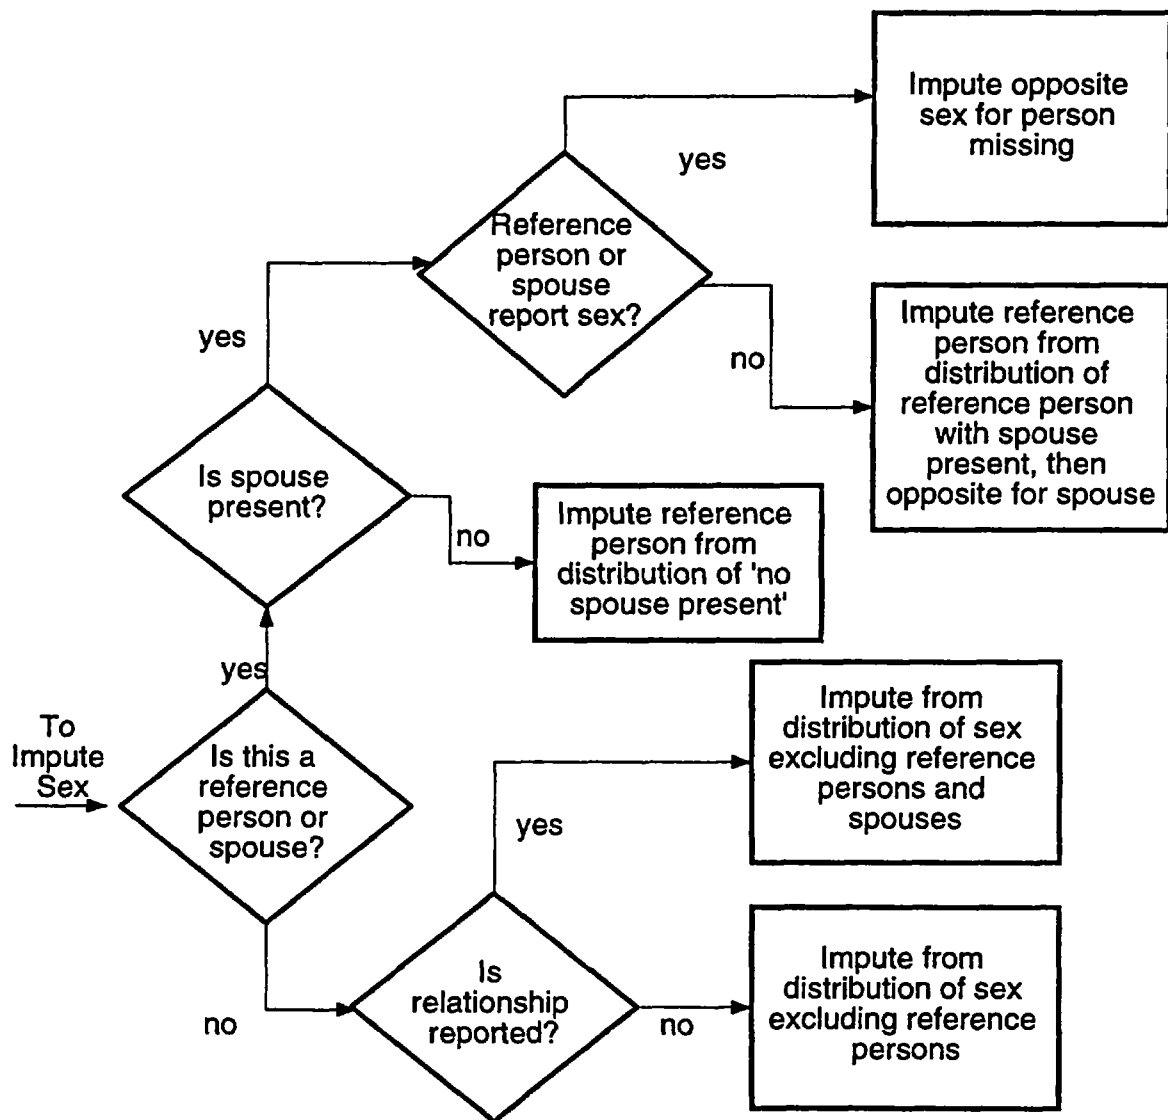 Impute opposite
sex for person
missing
yes
Reference
person or
spouse
report sex?
yes
no
Impute reference
person from
distribution of
reference person
with spouse
present, then
opposite for spouse
Is spouse
present?
no
Impute reference
person from
distribution of 'no
spouse present'
yes
To
Impute
Sex
Is this a
reference
person or
spouse?
Impute from
distribution of sex
excluding reference
persons and
spouses
yes
no
Is
relationship
reported?
no
Impute from
distribution of sex
excluding reference
persons